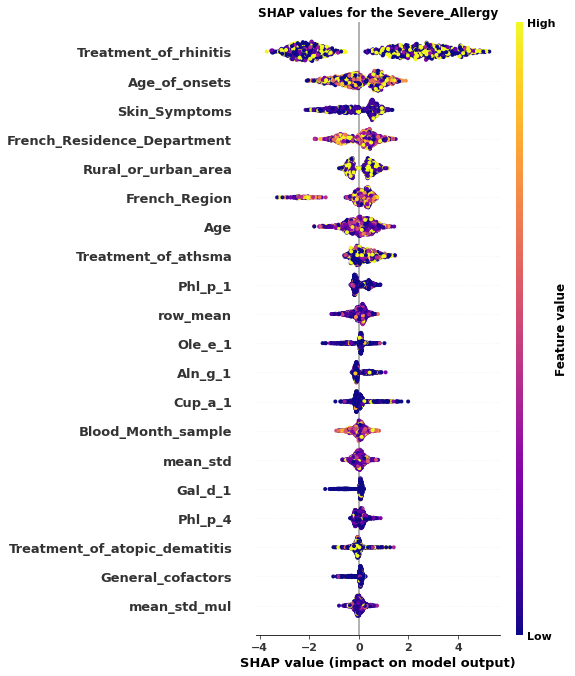 SHAP values for the Severe_Allergy
High
Treatment_of_rhinitis
Age_of_onsets
Skin_Symptoms
French_Residence_Department
Rural_or_urban_area
French_Region
Age
Treatment_of_athsma
Phl_p_1
row_mean
Ole_e_1
Aln_g_1
Cup_a_1
Blood_Month_sample
mean_std
Gal_d_1
Phl_p_4
Treatment_of_atopic_dematitis
General_cofactors
mean_std_mul
Feature value
Low
−4 −2 0 2 4
SHAP value (impact on model output)